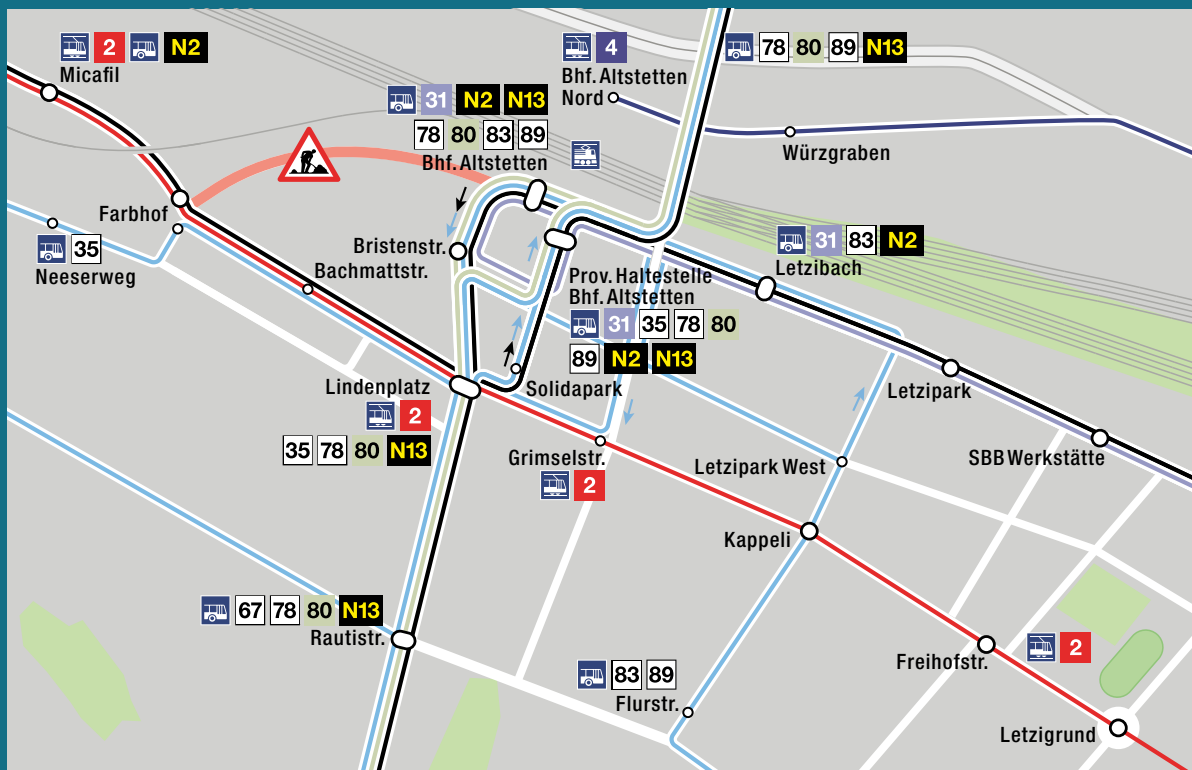 2 N2
Micafil
4
Bhf. Altstetten
Nord
78 80 89 N13
31 N2 N13
78 80 83 89
Bhf. Altstetten
Würzgraben
Farbhof
35
Neeserweg
Bristenstr.
Bachmattstr.
31 83 N2
Letzibach
Prov. Haltestelle
Bhf. Altstetten
31 35 78 80
89 N2 N13
Lindenplatz
2
35 78 80 N13
Solidapark
Letzipark
Grimselstr.
2
Letzipark West
SBB Werkstätte
Kappeli
67 78 80 N13
Rautistr.
83 89
Flurstr.
Freihofstr.
2
Letzigrund